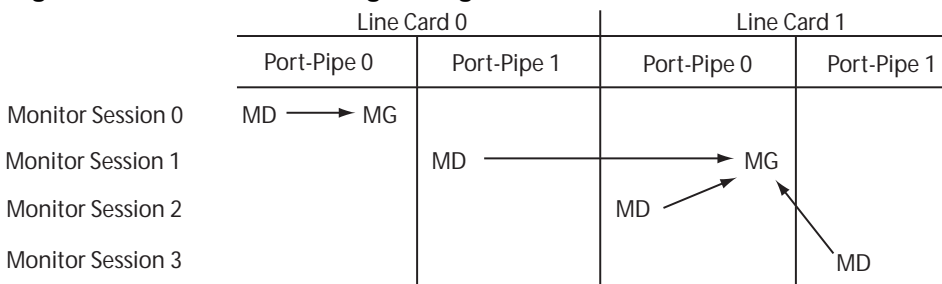 Line Card 0 Line Card 1
Port-Pipe 0 Port-Pipe 1 Port-Pipe 0 Port-Pipe 1
Monitor Session 0 MD MG
Monitor Session 1 MD MG
Monitor Session 2 MD
Monitor Session 3 MD